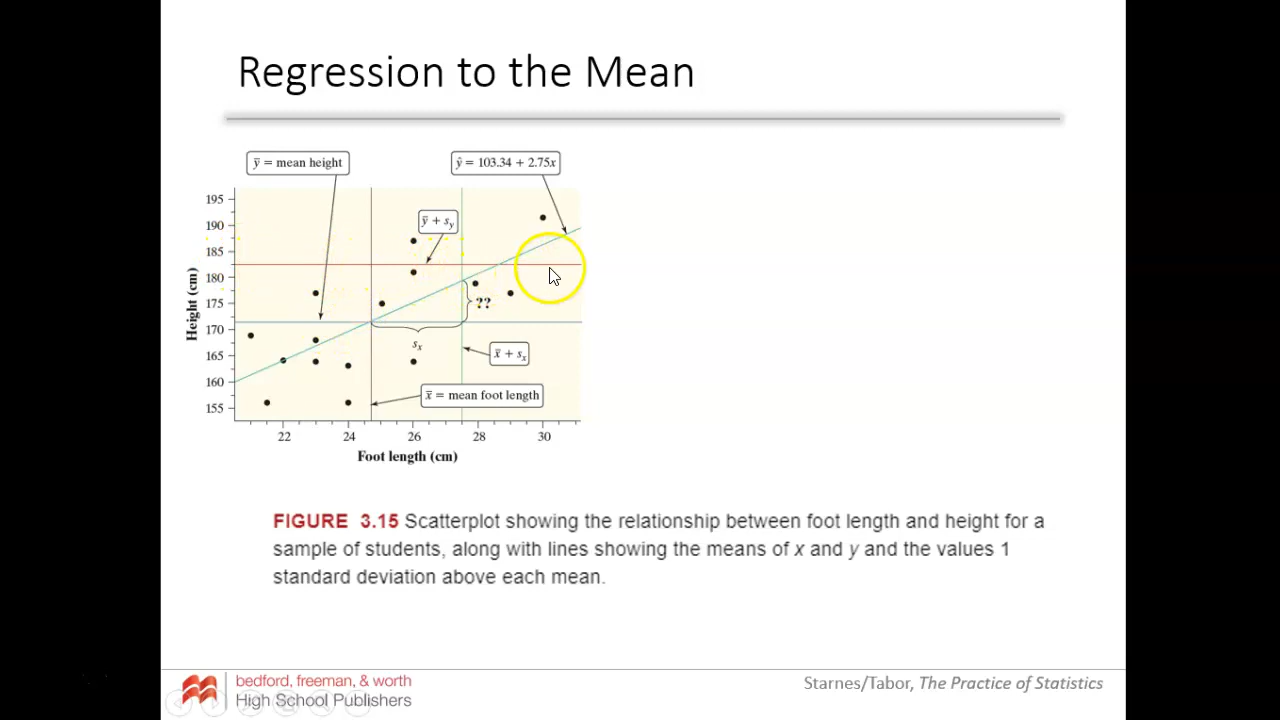 Regression to the Mean
ȳ = mean height
ŷ = 103.34 + 2.75x
ȳ + sy
195
190
185
180
175
170
165
160
155
Height (cm)
??
sx
x̄ + sx
x̄ = mean foot length
22 24 26 28 30
Foot length (cm)
FIGURE 3.15 Scatterplot showing the relationship between foot length and height for a
sample of students, along with lines showing the means of x and y and the values 1
standard deviation above each mean.
bedford, freeman, & worth
High School Publishers
Starnes/Tabor, The Practice of Statistics